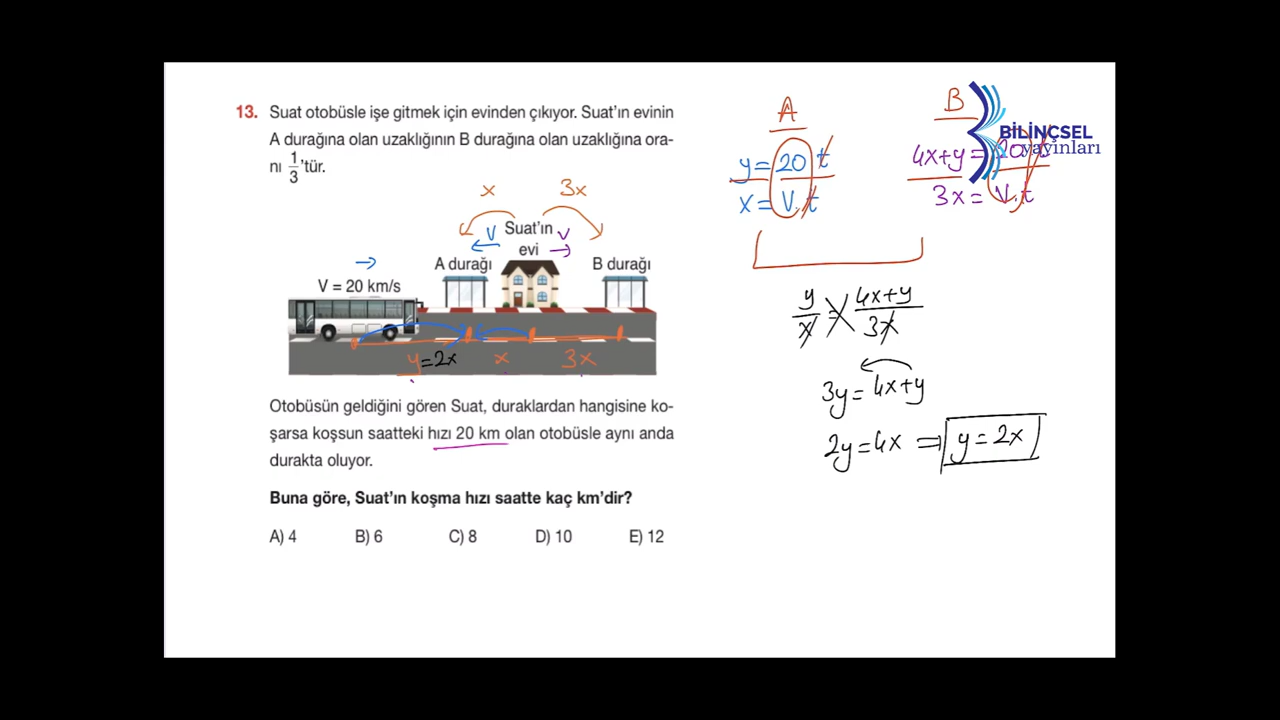 13. Suat otobüsle işe gitmek için evinden çıkıyor. Suat'ın evinin
A durağına olan uzaklığının B durağına olan uzaklığına ora-
nı 1/3'tür.
x 3x
Suat'ın
evi
V V
A durağı
B durağı
V = 20 km/s
y=2x x 3x
Otobüsün geldiğini gören Suat, duraklardan hangisine ko-
şarsa koşsun saatteki hızı 20 km olan otobüsle aynı anda
durakta oluyor.
Buna göre, Suat'ın koşma hızı saatte kaç km'dir?
A) 4 B) 6 C) 8 D) 10 E) 12
A
y = 20 t
x = V.t
B
4x+y = 20 t
3x = V.t
BİLİNÇSEL
yayınları
y/x = 4x+y/3x
3y = 4x+y
2y = 4x ⇒ y = 2x